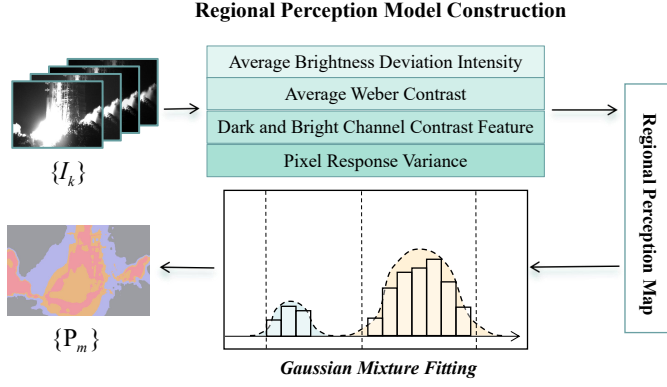 Regional Perception Model Construction
Average Brightness Deviation Intensity
Average Weber Contrast
Dark and Bright Channel Contrast Feature
Pixel Response Variance
{I_k}
Regional Perception Map
{P_m}
Gaussian Mixture Fitting